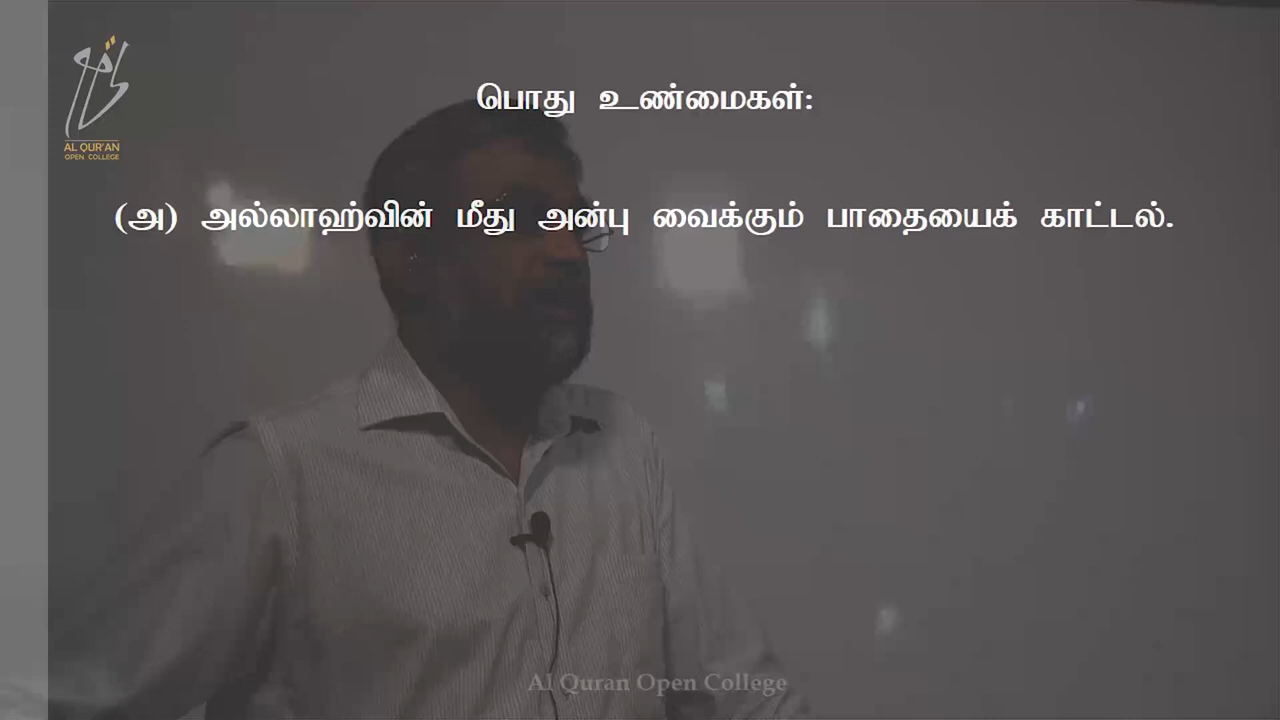 AL QUR'AN
OPEN COLLEGE
பொது உண்மைகள்:
(அ) அல்லாஹ்வின் மீது அன்பு வைக்கும் பாதையைக் காட்டல்.
Al Quran Open College